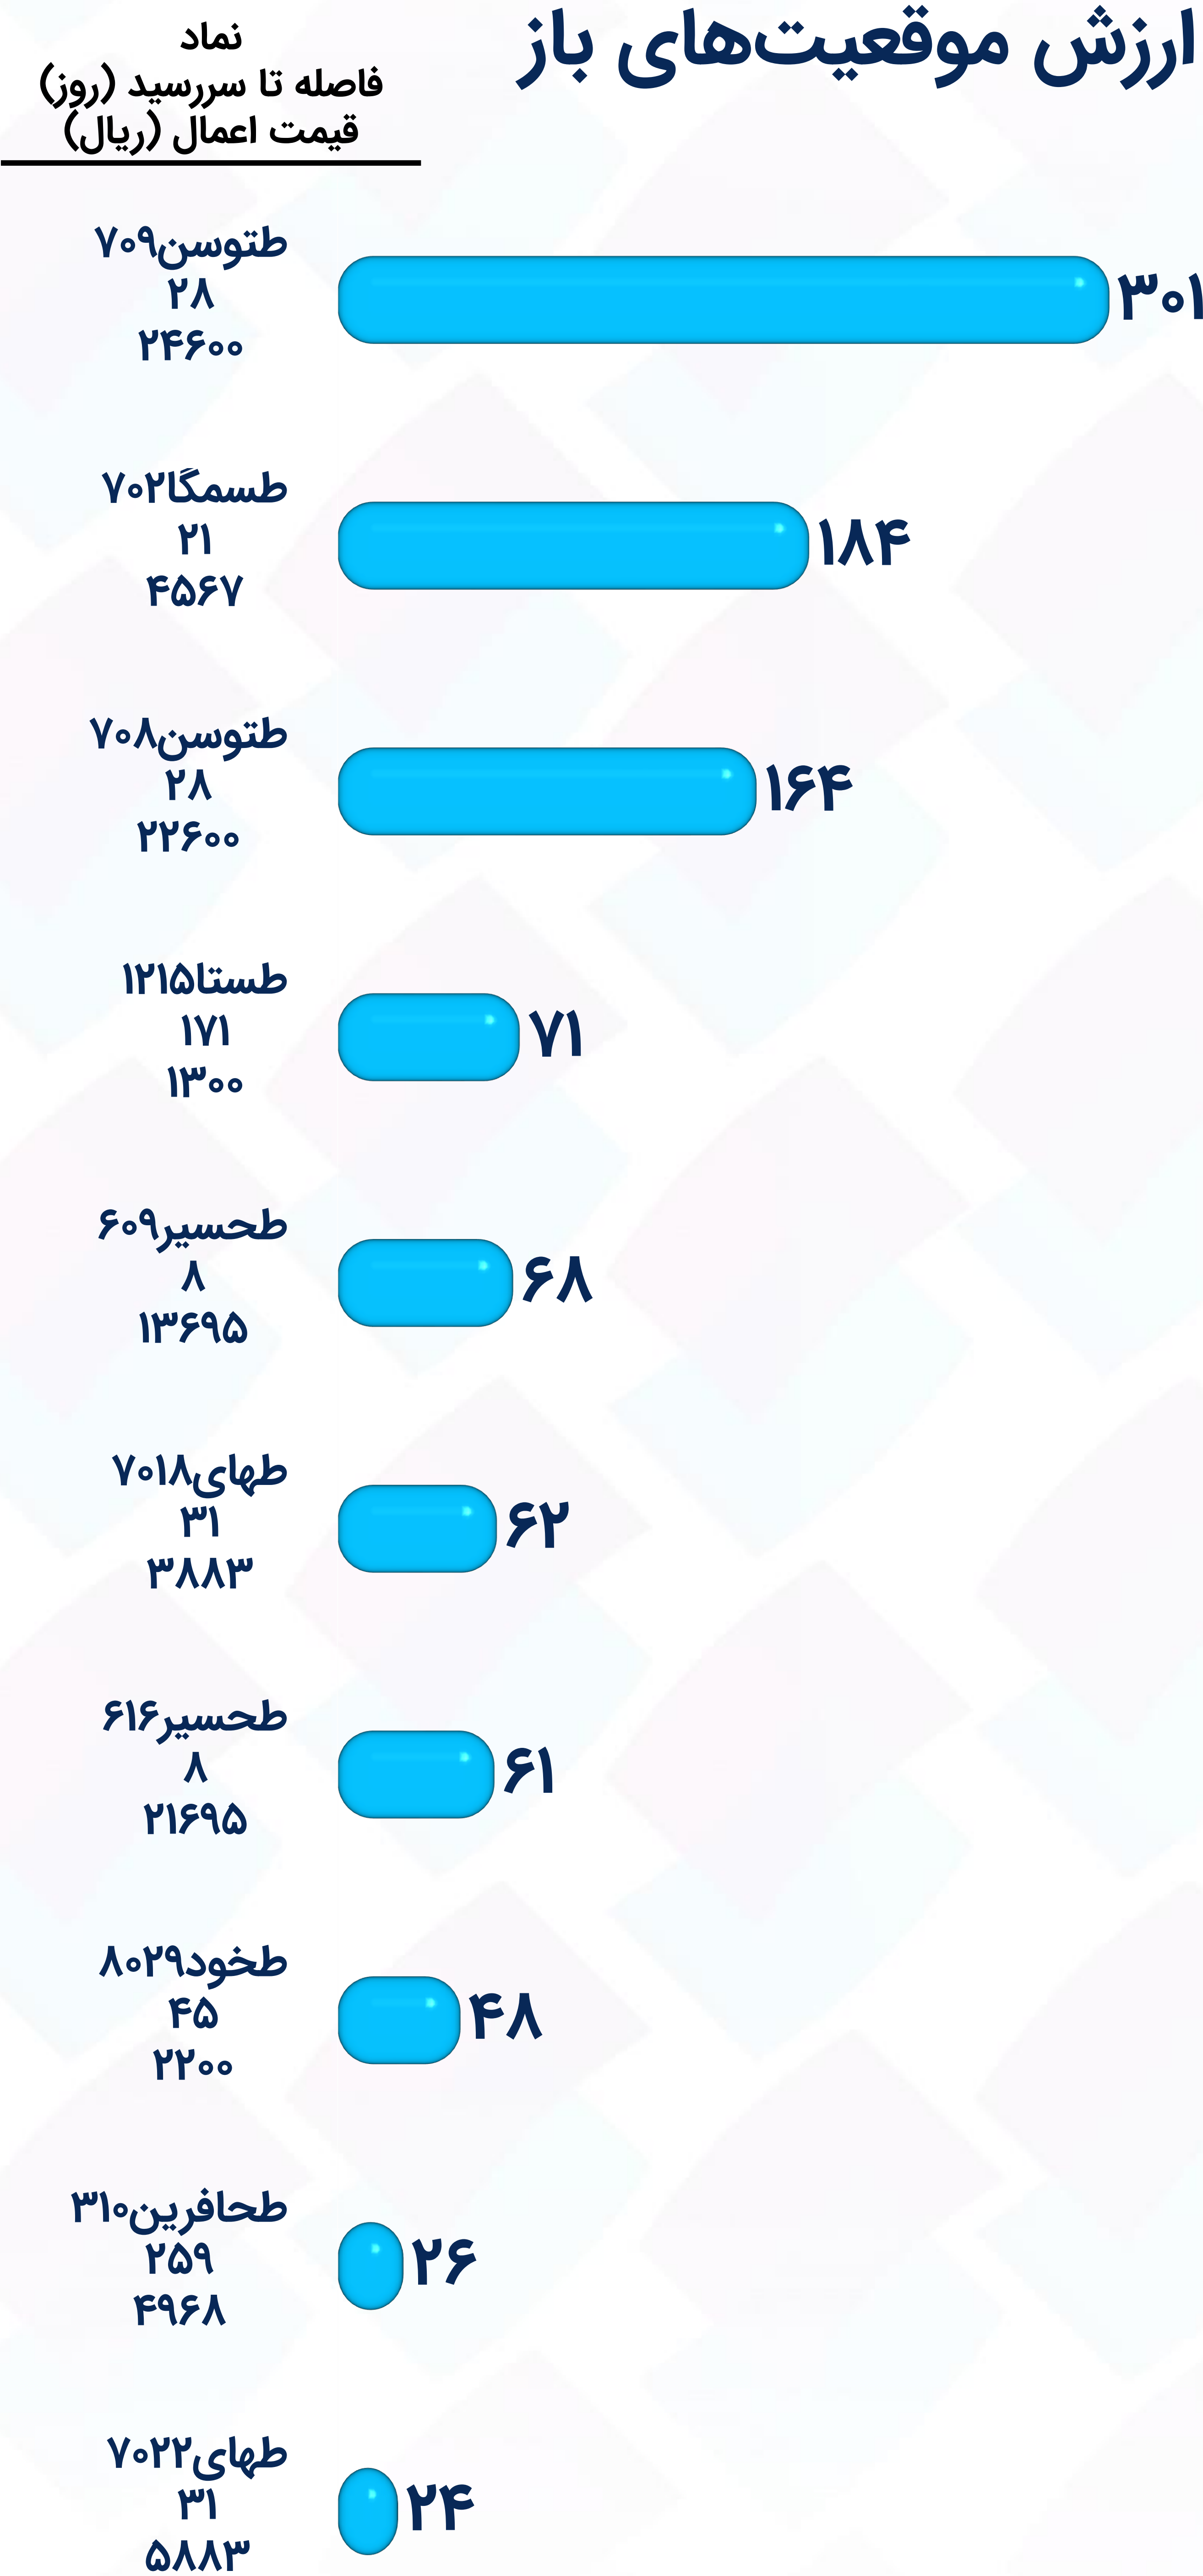 ارزش موقعیت‌های باز
نماد
فاصله تا سررسید (روز)
قیمت اعمال (ریال)
طتوسن۷۰۹
۲۸
۲۴۶۰۰
۳۰۱
طسمگا۷۰۲
۲۱
۴۵۶۷
۱۸۴
طتوسن۷۰۸
۲۸
۲۲۶۰۰
۱۶۴
طستا۱۲۱۵
۱۷۱
۱۳۰۰
۷۱
طحسیر۶۰۹
۸
۱۳۶۹۵
۶۸
طهای۷۰۱۸
۳۱
۳۸۸۳
۶۲
طحسیر۶۱۶
۸
۲۱۶۹۵
۶۱
طخود۸۰۲۹
۴۵
۲۲۰۰
۴۸
طحافرین۳۱۰
۲۵۹
۴۹۶۸
۲۶
طهای۷۰۲۲
۳۱
۵۸۸۳
۲۴